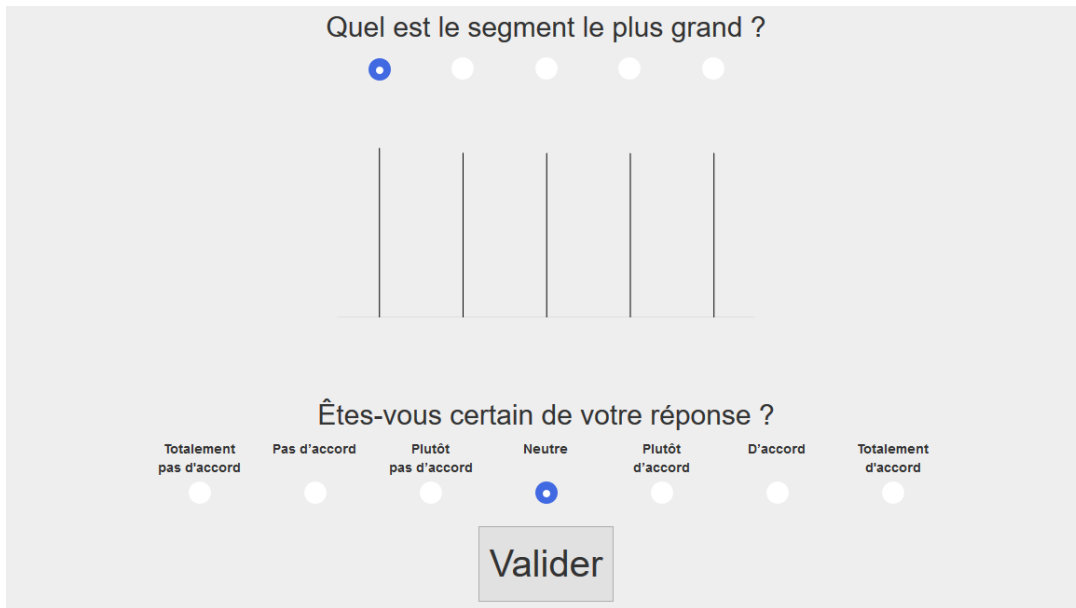 Quel est le segment le plus grand ?
Êtes-vous certain de votre réponse ?
Totalement pas d'accord
Pas d’accord
Plutôt pas d’accord
Neutre
Plutôt d’accord
D’accord
Totalement d'accord
Valider